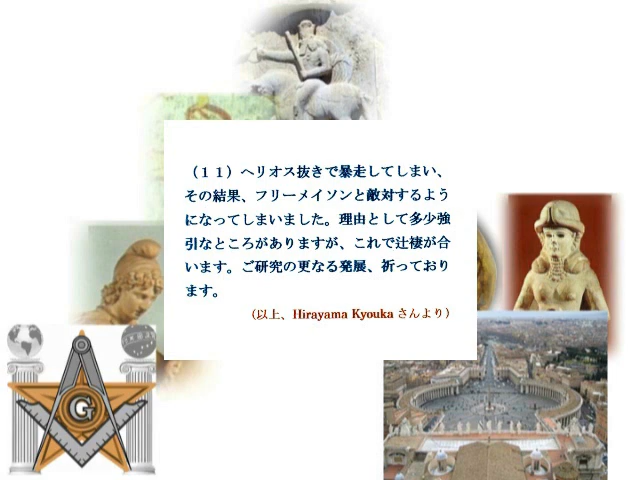 （１１）ヘリオス抜きで暴走してしまい、
その結果、フリーメイソンと敵対するよう
になってしまいました。理由として多少強
引なところがありますが、これで辻棲が合
います。ご研究の更なる発展、祈っており
ます。
（以上、Hirayama Kyouka さんより）
G